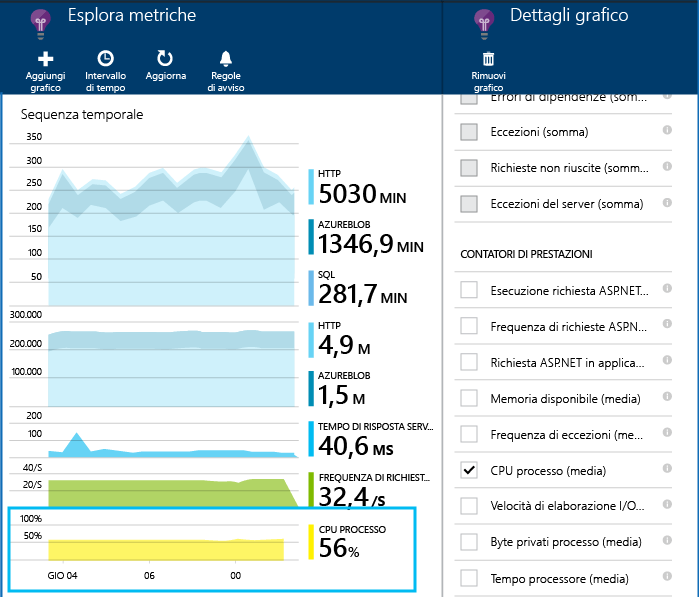 Esplora metriche
Aggiungi
grafico
Intervallo
di tempo
Aggiorna
Regole
di avviso
Sequenza temporale
350
300
250
200
150
100
50
HTTP
5030 MIN
AZUREBLOB
1346,9 MIN
SQL
281,7 MIN
300.000
200.000
100.000
HTTP
4,9 M
AZUREBLOB
1,5 M
200
100
TEMPO DI RISPOSTA SERV...
40,6 MS
40/S
20/S
FREQUENZA DI RICHIEST...
32,4 /S
100%
50%
CPU PROCESSO
56%
GIO 04 06 00
Dettagli grafico
Rimuovi
grafico
Errori di dipendenze (som...
Eccezioni (somma)
Richieste non riuscite (somm...
Eccezioni del server (somma)
CONTATORI DI PRESTAZIONI
Esecuzione richiesta ASP.NET...
Frequenza di richieste ASP.N...
Richiesta ASP.NET in applica...
Memoria disponibile (media)
Frequenza di eccezioni (me...
CPU processo (media)
Velocità di elaborazione I/O...
Byte privati processo (media)
Tempo processore (media)